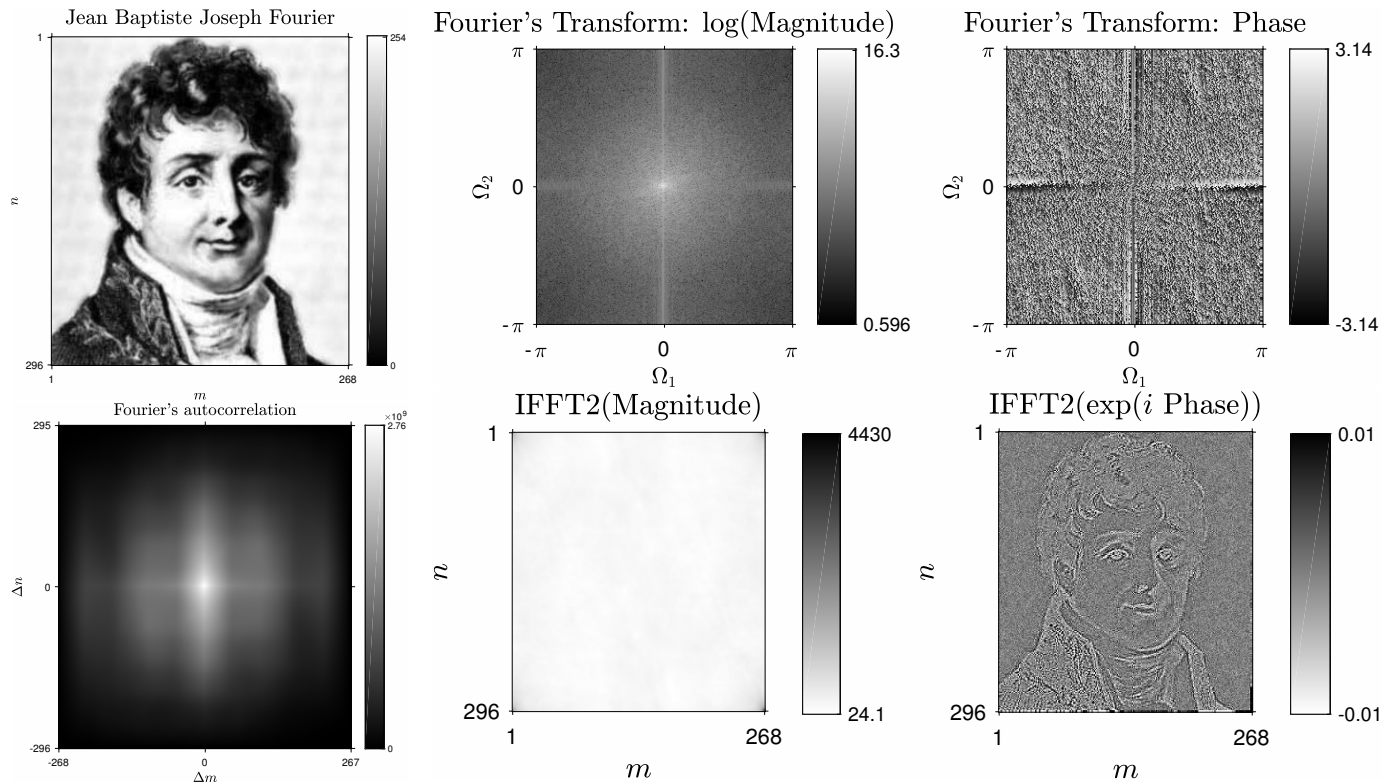 Jean Baptiste Joseph Fourier
1
254
n
296
0
1
268
m
Fourier's Transform: log(Magnitude)
π
16.3
Ω₂
0
-π
0.596
-π
0
π
Ω₁
Fourier's Transform: Phase
π
3.14
Ω₂
0
-π
-3.14
-π
0
π
Ω₁
Fourier's autocorrelation
×10⁹
295
2.76
Δn
0
-296
0
-268
0
267
Δm
IFFT2(Magnitude)
1
4430
n
296
24.1
1
268
m
IFFT2(exp(i Phase))
1
0.01
n
296
-0.01
1
268
m